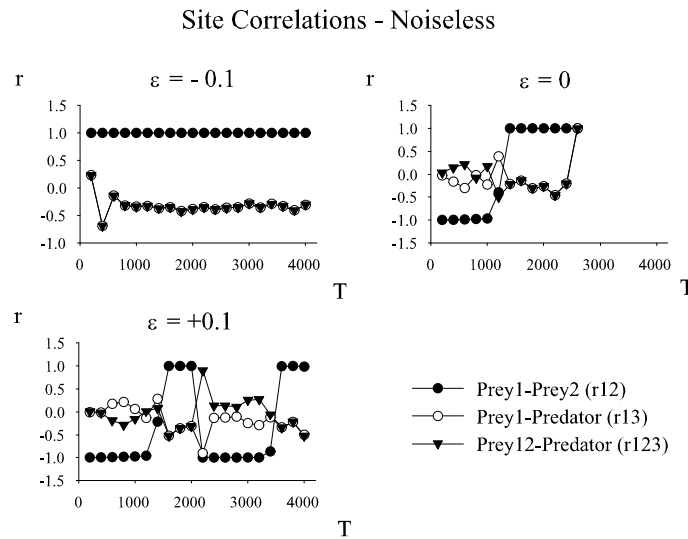 Site Correlations - Noiseless
r
ε = - 0.1
1.5
1.0
0.5
0.0
-0.5
-1.0
0
1000
2000
3000
4000
T
r
ε = 0
1.5
1.0
0.5
0.0
-0.5
-1.0
-1.5
0
1000
2000
3000
4000
T
r
ε = +0.1
1.5
1.0
0.5
0.0
-0.5
-1.0
-1.5
0
1000
2000
3000
4000
T
Prey1-Prey2 (r12)
Prey1-Predator (r13)
Prey12-Predator (r123)